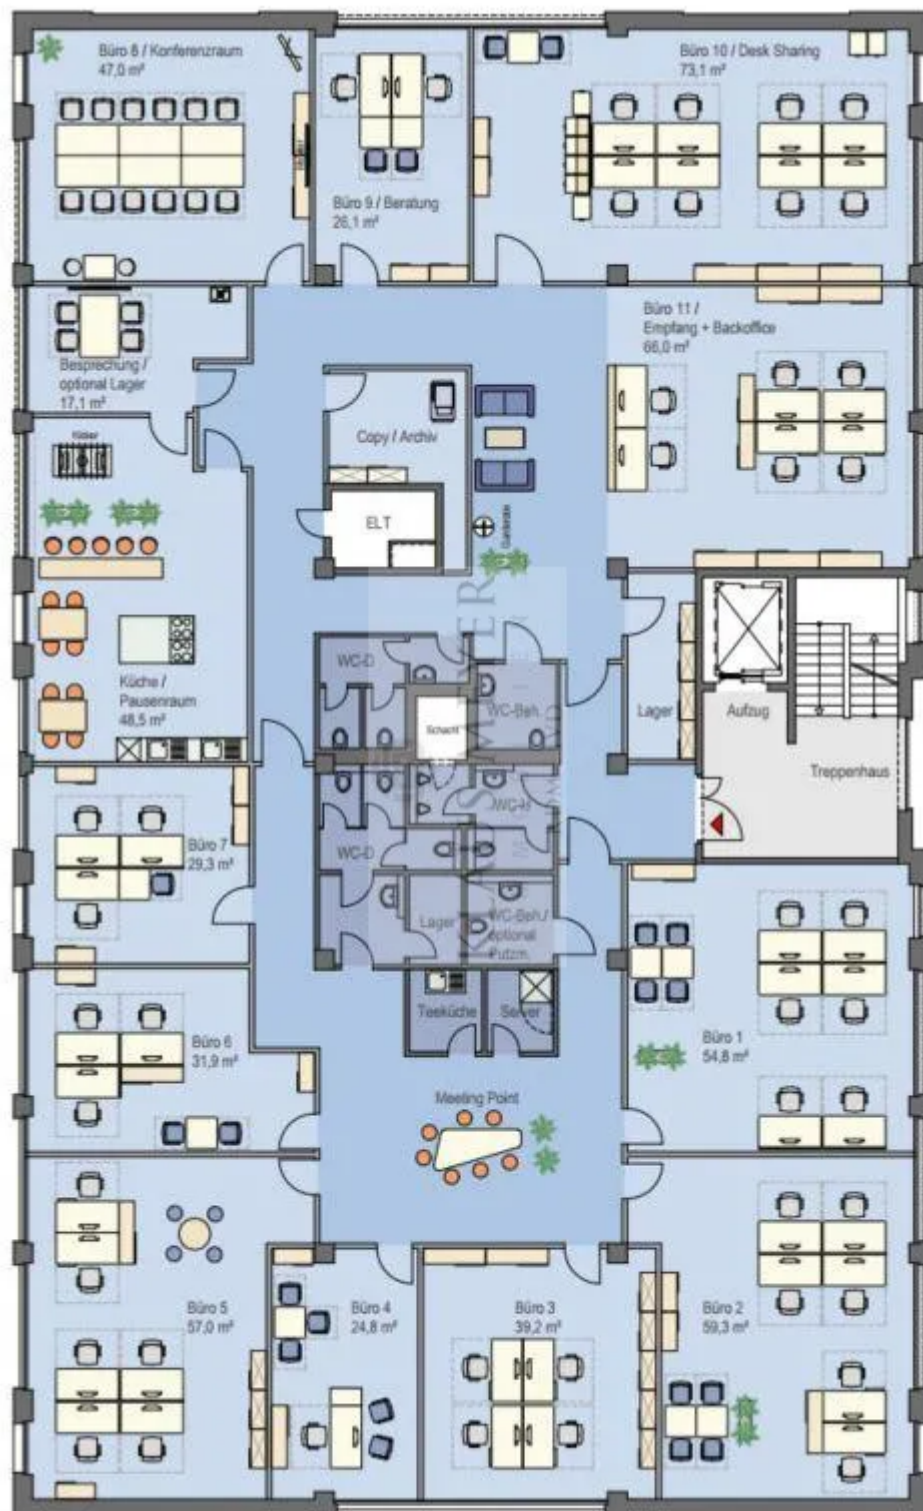 Büro 8 / Konferenzraum
47,0 m²
Büro 9 / Beratung
26,1 m²
Büro 10 / Desk Sharing
73,1 m²
Besprechung /
optional Lager
17,1 m²
Büro 11 /
Empfang + Backoffice
66,0 m²
Copy / Archiv
ELT
Garderobe
Küche /
Pausenraum
48,5 m²
WC-D
Schacht
WC-Beh.
Lager
Aufzug
Treppenhaus
Büro 7
29,3 m²
WC-D
WC-H
Lager
WC-Beh./
optional
Putzm.
Büro 6
31,9 m²
Teeküche
Server
Büro 1
54,8 m²
Meeting Point
Büro 5
57,0 m²
Büro 4
24,8 m²
Büro 3
39,2 m²
Büro 2
59,3 m²